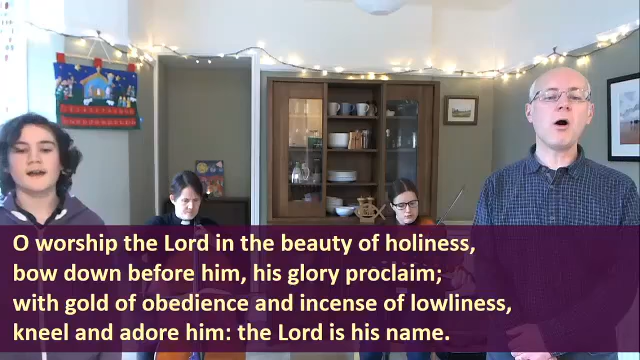 O worship the Lord in the beauty of holiness,
bow down before him, his glory proclaim;
with gold of obedience and incense of lowliness,
kneel and adore him: the Lord is his name.